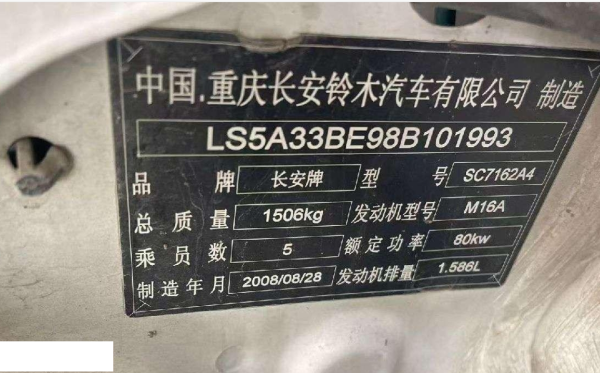 中国.重庆长安铃木汽车有限公司 制造
LS5A33BE98B101993
品牌 长安牌 型号 SC7162A4
总质量 1506kg 发动机型号 M16A
乘员数 5 额定功率 80kw
制造年月 2008/08/28 发动机排量 1.586L